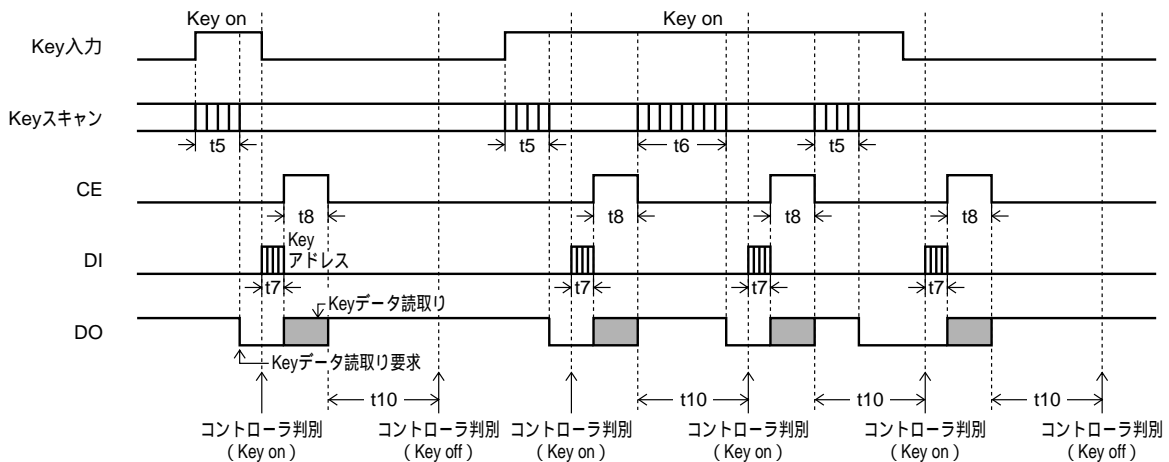 Key on Key on
Key入力
Keyスキャン
t5 t5 t6 t5
CE
t8 t8 t8 t8
DI
Key
アドレス
t7 t7 t7 t7
Keyデータ読取り
DO
Keyデータ読取り要求
t10 t10 t10 t10
コントローラ判別 コントローラ判別 コントローラ判別 コントローラ判別 コントローラ判別 コントローラ判別
( Key on ) ( Key off ) ( Key on ) ( Key on ) ( Key on ) ( Key off )